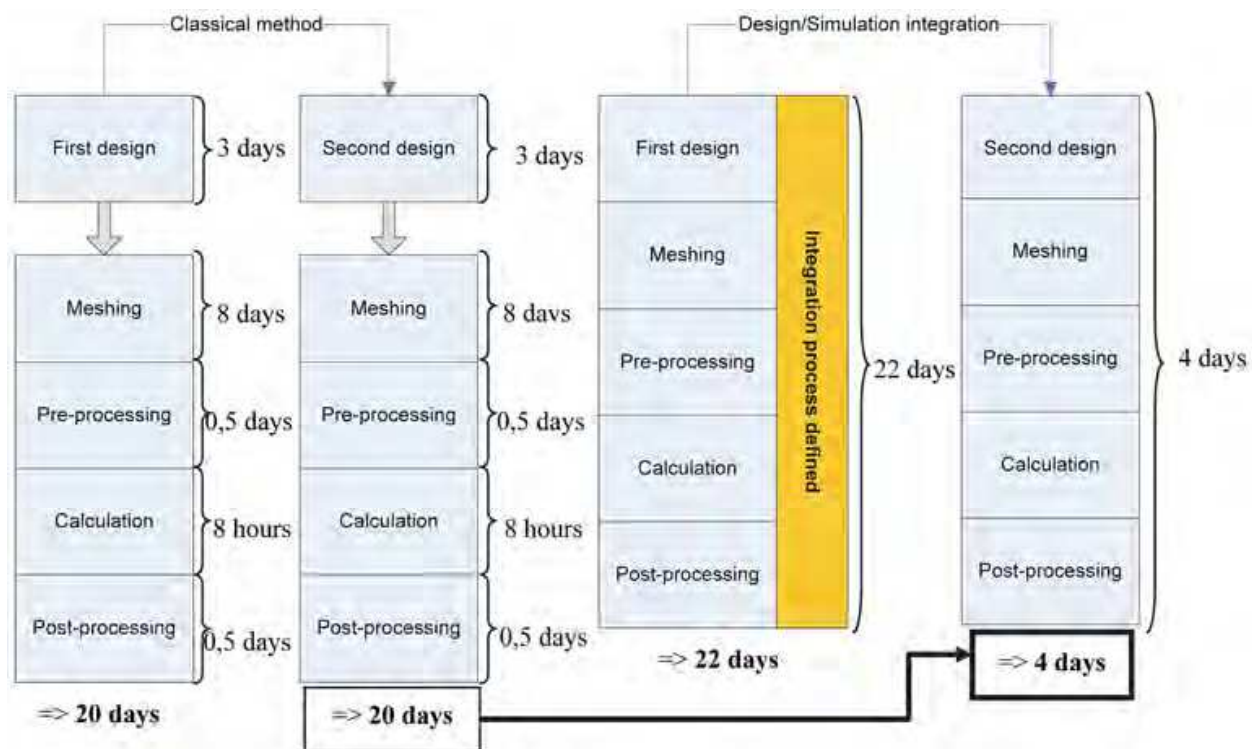 Classical method
First design
3 days
Meshing
8 days
Pre-processing
0,5 days
Calculation
8 hours
Post-processing
0,5 days
=> 20 days
Second design
3 days
Meshing
8 davs
Pre-processing
0,5 days
Calculation
8 hours
Post-processing
0,5 days
=> 20 days
Design/Simulation integration
First design
Meshing
Pre-processing
Calculation
Post-processing
Integration process defined
22 days
=> 22 days
Second design
Meshing
Pre-processing
Calculation
Post-processing
4 days
=> 4 days